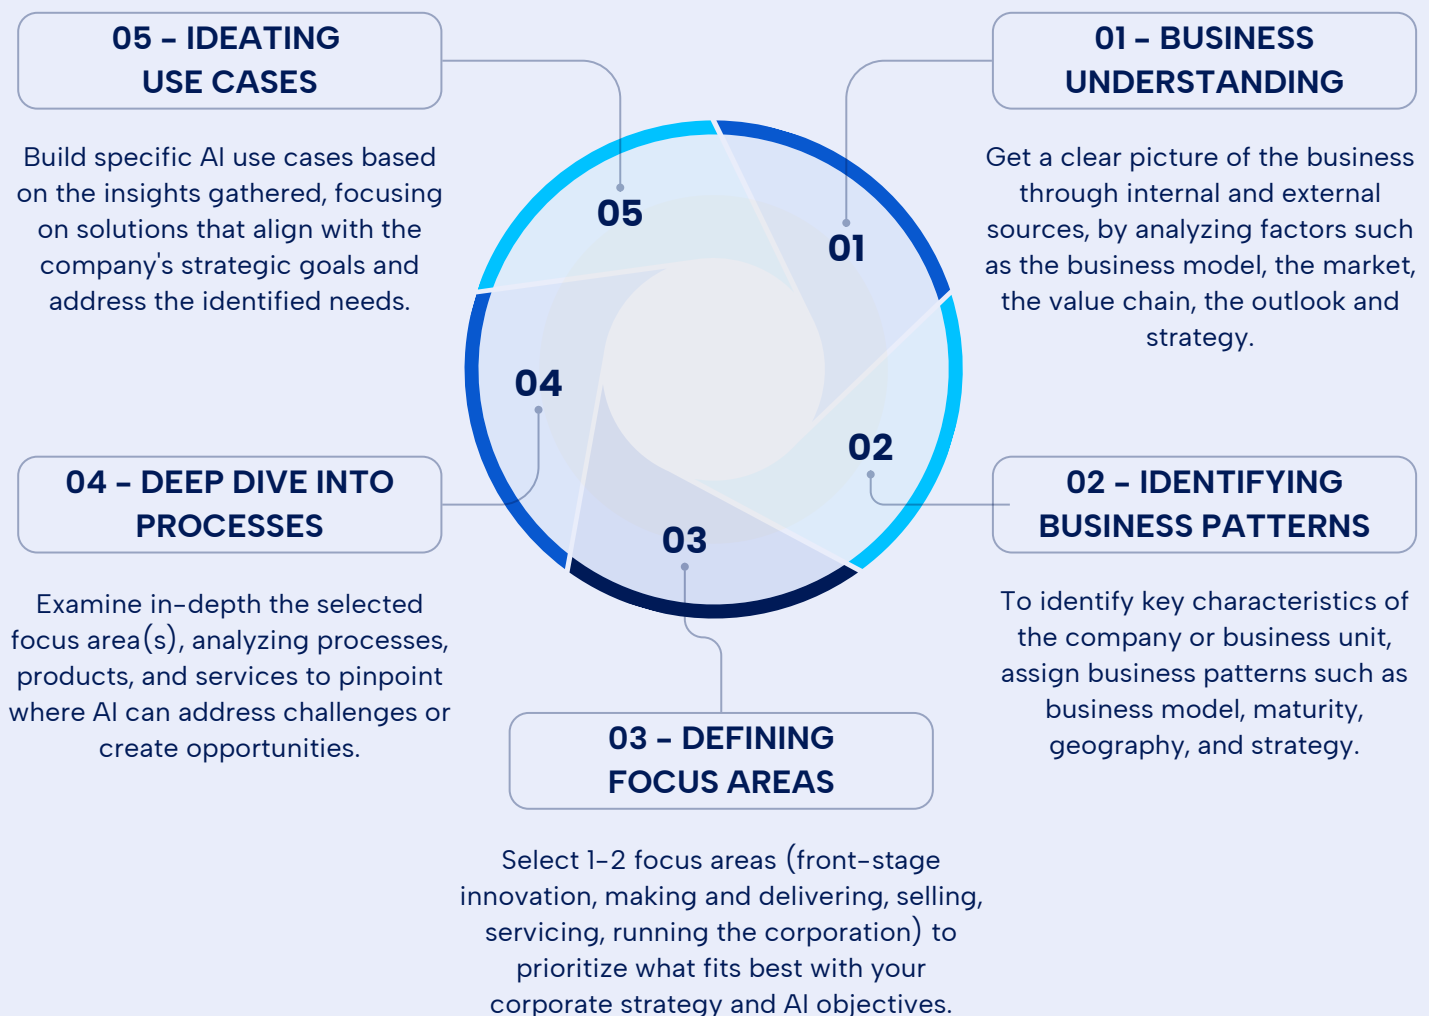 05 – IDEATING
USE CASES
Build specific AI use cases based
on the insights gathered, focusing
on solutions that align with the
company's strategic goals and
address the identified needs.
01 – BUSINESS
UNDERSTANDING
Get a clear picture of the business
through internal and external
sources, by analyzing factors such
as the business model, the market,
the value chain, the outlook and
strategy.
05
01
04
02
03
04 – DEEP DIVE INTO
PROCESSES
Examine in-depth the selected
focus area(s), analyzing processes,
products, and services to pinpoint
where AI can address challenges or
create opportunities.
02 – IDENTIFYING
BUSINESS PATTERNS
To identify key characteristics of
the company or business unit,
assign business patterns such as
business model, maturity,
geography, and strategy.
03 – DEFINING
FOCUS AREAS
Select 1-2 focus areas (front-stage
innovation, making and delivering, selling,
servicing, running the corporation) to
prioritize what fits best with your
corporate strategy and AI objectives.